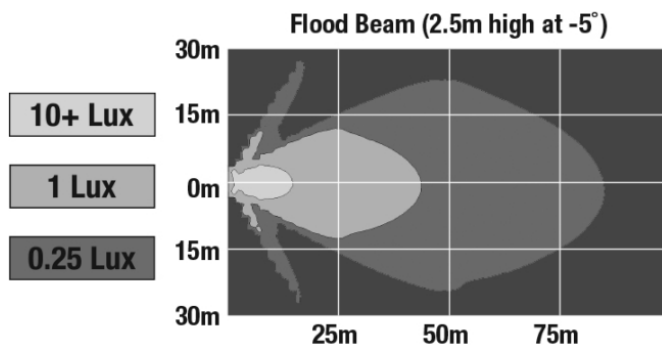 Flood Beam (2.5m high at -5˚)
30m
15m
0m
15m
30m
25m
50m
75m
10+ Lux
1 Lux
0.25 Lux